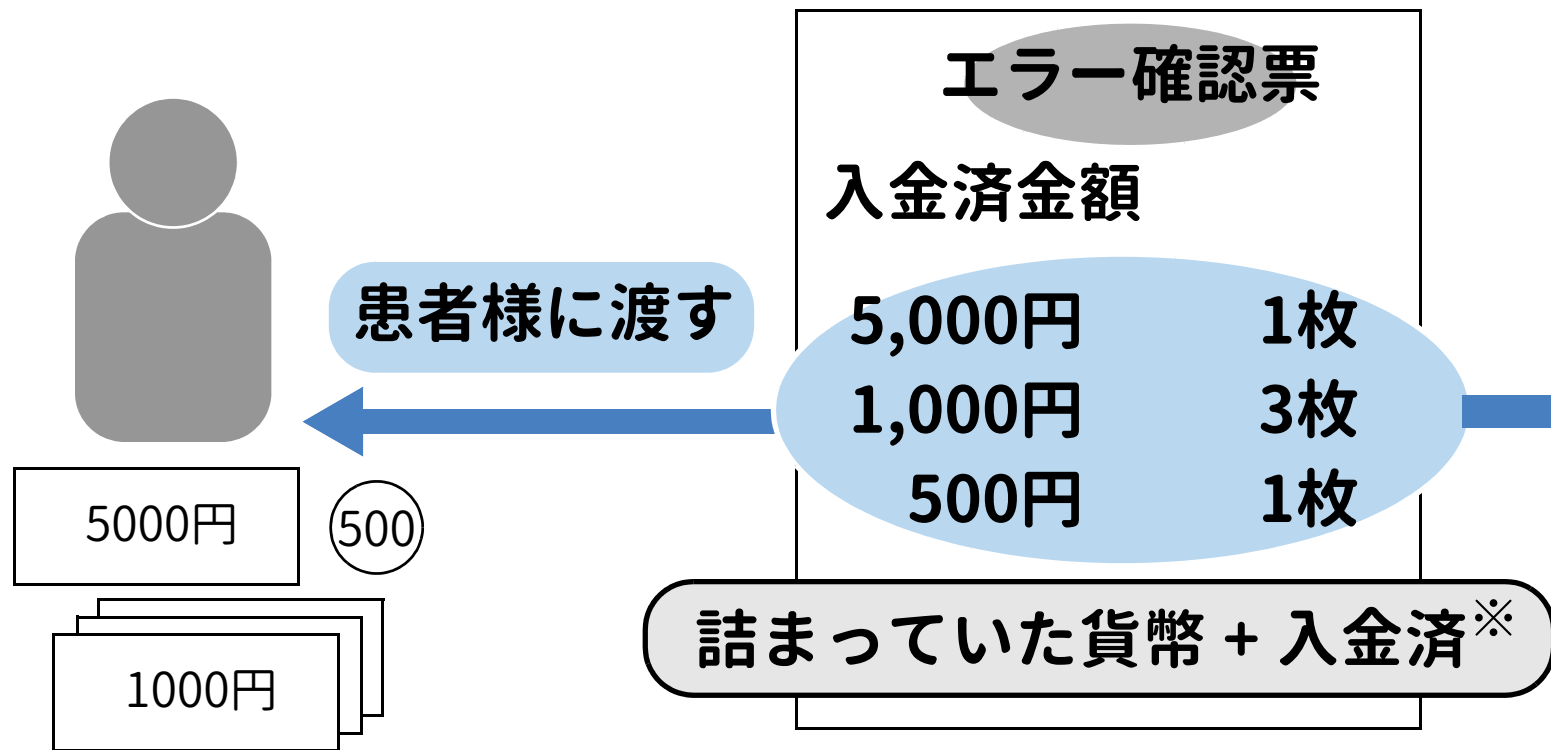 エラー確認票
入金済金額
患者様に渡す
5,000円 1枚
1,000円 3枚
500円 1枚
5000円
500
1000円
詰まっていた貨幣 + 入金済※